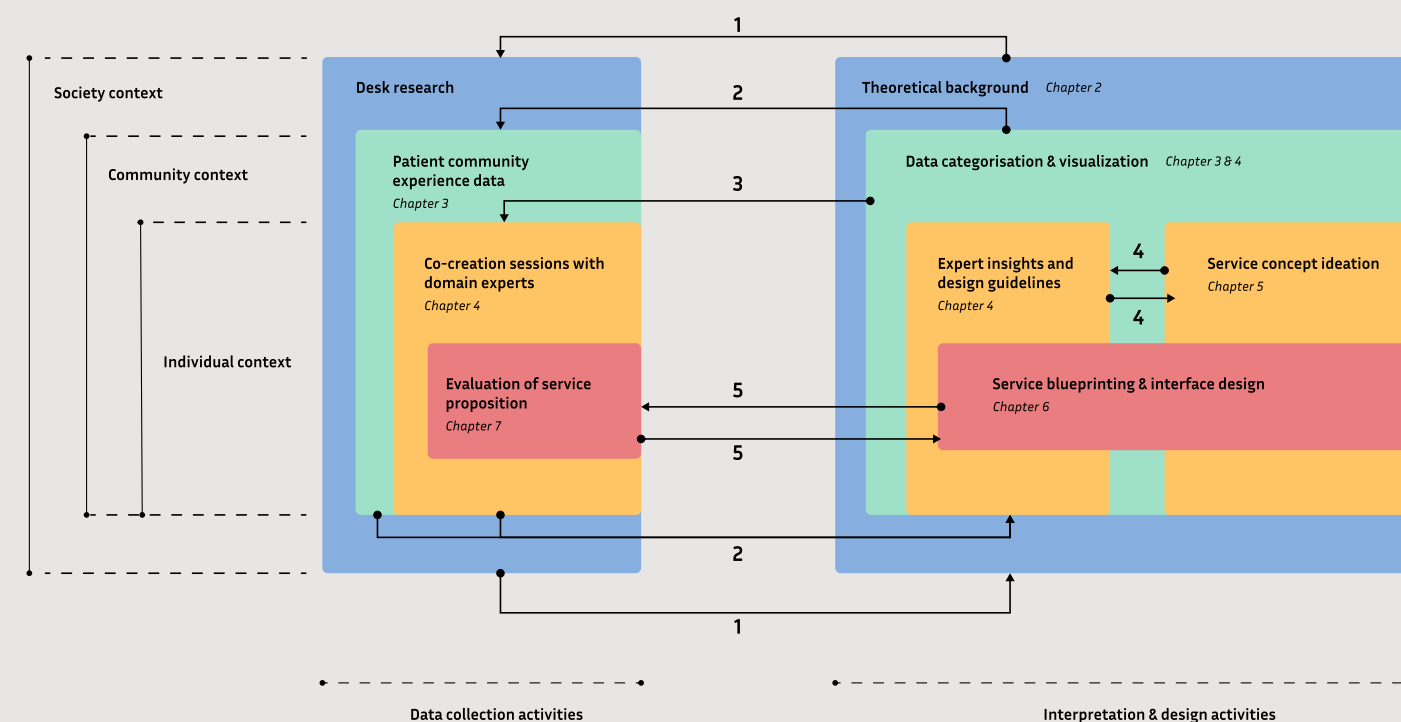 1
Society context
Desk research
Theoretical background Chapter 2
2
Community context
Patient community
experience data
Chapter 3
Data categorisation & visualization Chapter 3 & 4
3
Individual context
Co-creation sessions with
domain experts
Chapter 4
Expert insights and
design guidelines
Chapter 4
4
4
Service concept ideation
Chapter 5
Evaluation of service
proposition
Chapter 7
5
5
Service blueprinting & interface design
Chapter 6
2
1
Data collection activities
Interpretation & design activities